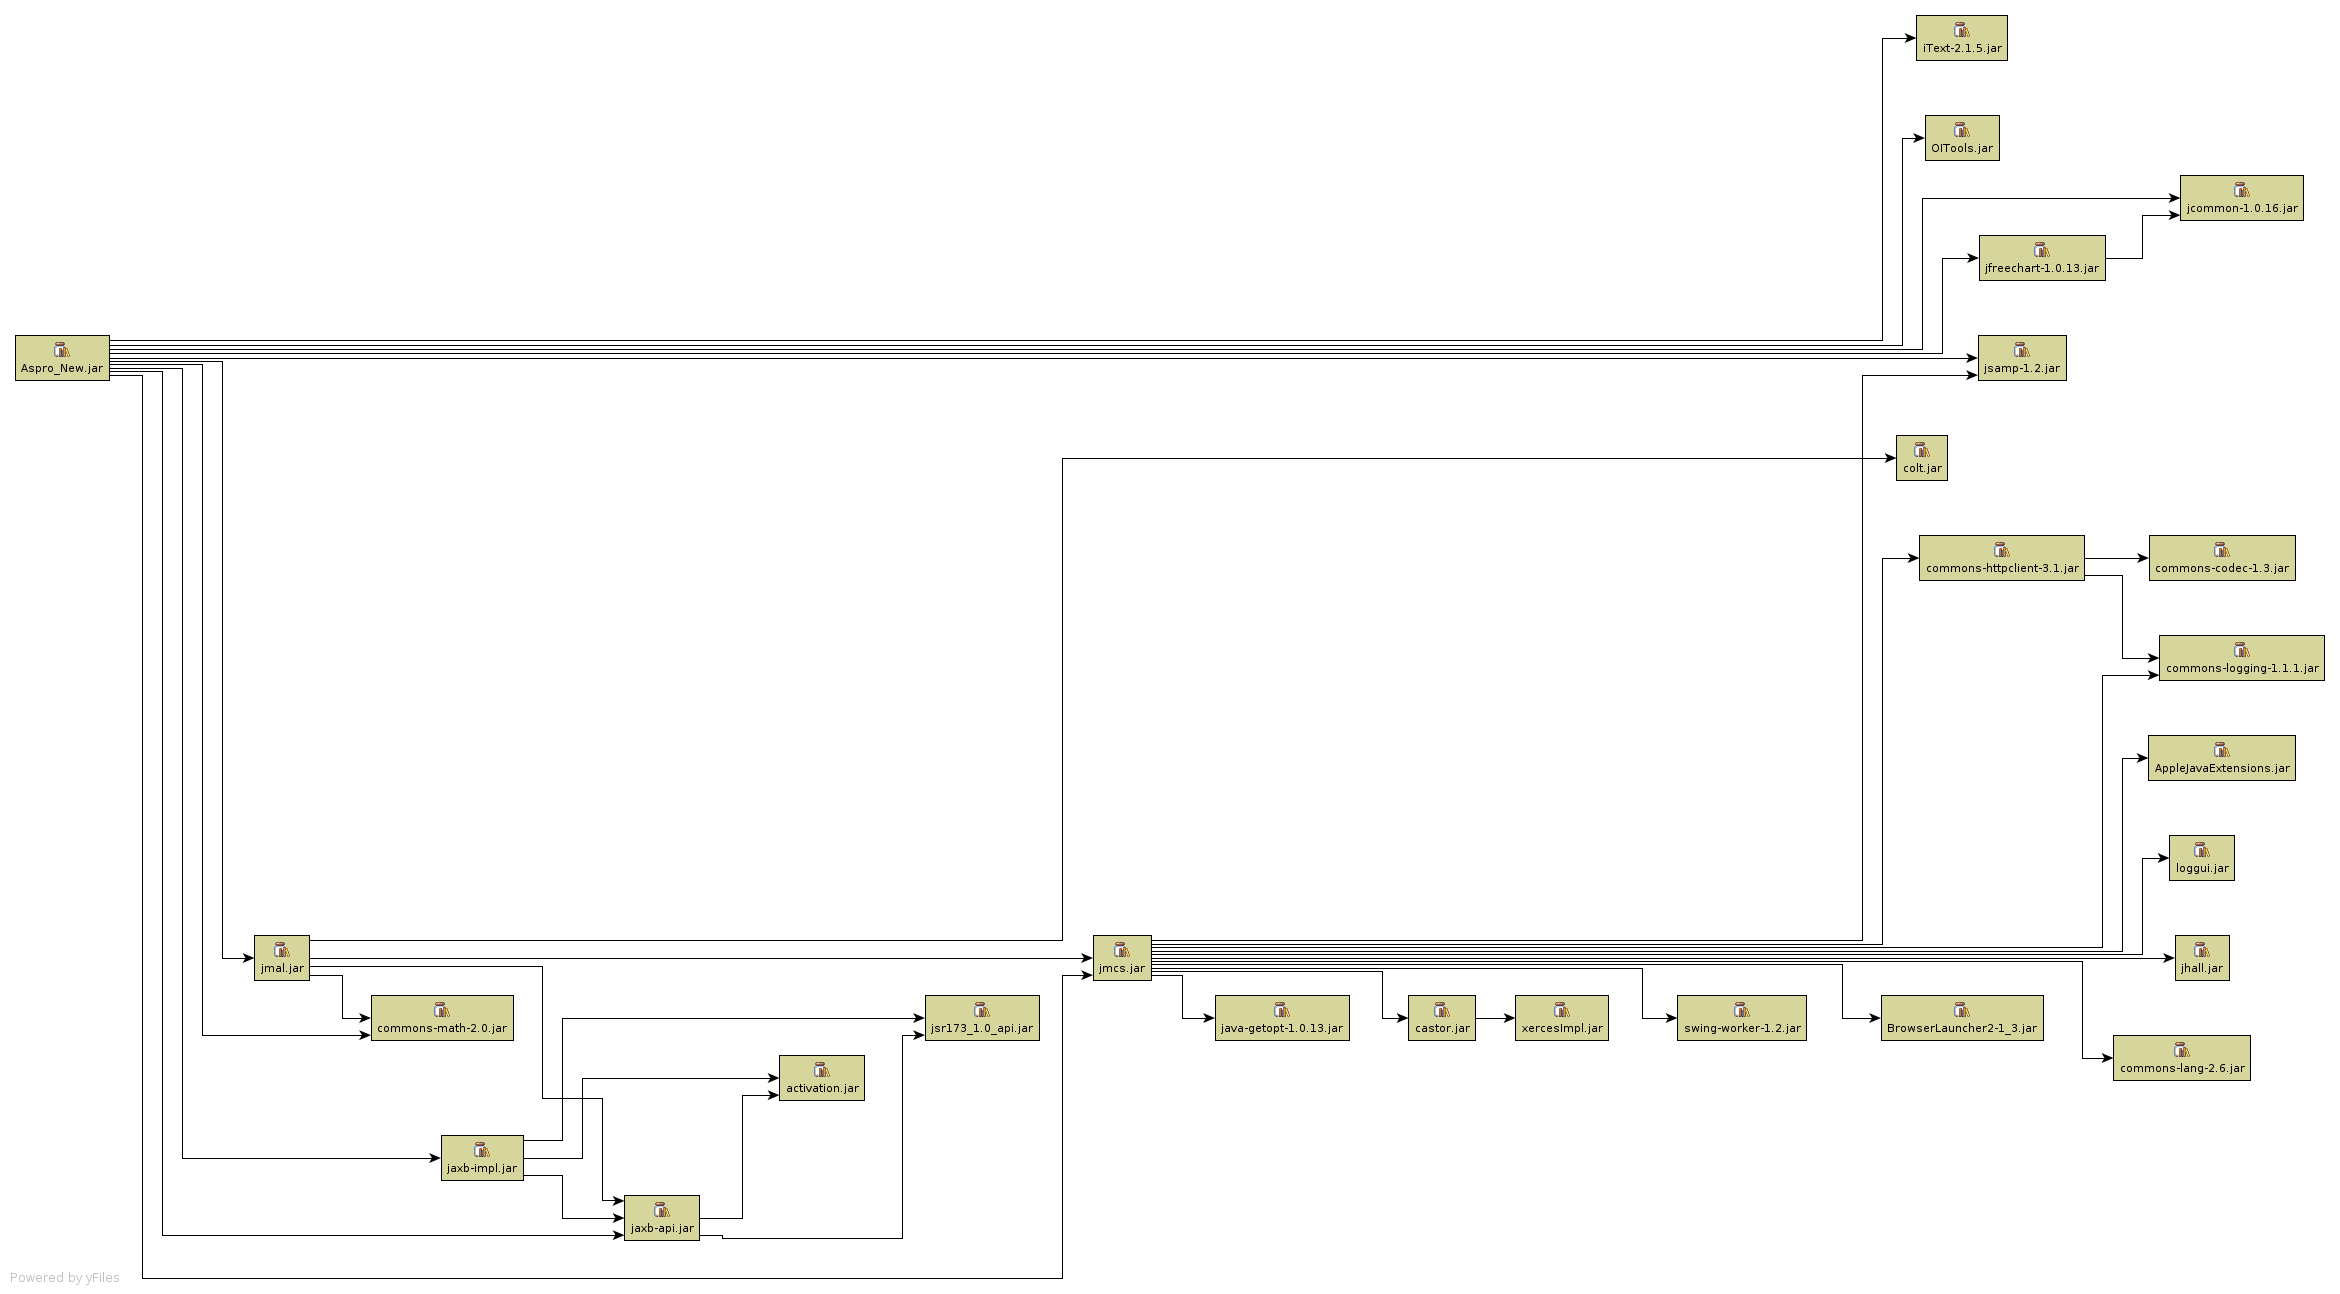 iText-2.1.5.jar
OITools.jar
jcommon-1.0.16.jar
jfreechart-1.0.13.jar
Aspro_New.jar
jsamp-1.2.jar
colt.jar
commons-httpclient-3.1.jar
commons-codec-1.3.jar
commons-logging-1.1.1.jar
AppleJavaExtensions.jar
loggui.jar
jmal.jar
jmcs.jar
jhall.jar
commons-math-2.0.jar
jsr173_1.0_api.jar
java-getopt-1.0.13.jar
castor.jar
xercesImpl.jar
swing-worker-1.2.jar
BrowserLauncher2-1_3.jar
commons-lang-2.6.jar
activation.jar
jaxb-impl.jar
jaxb-api.jar
Powered by yFiles